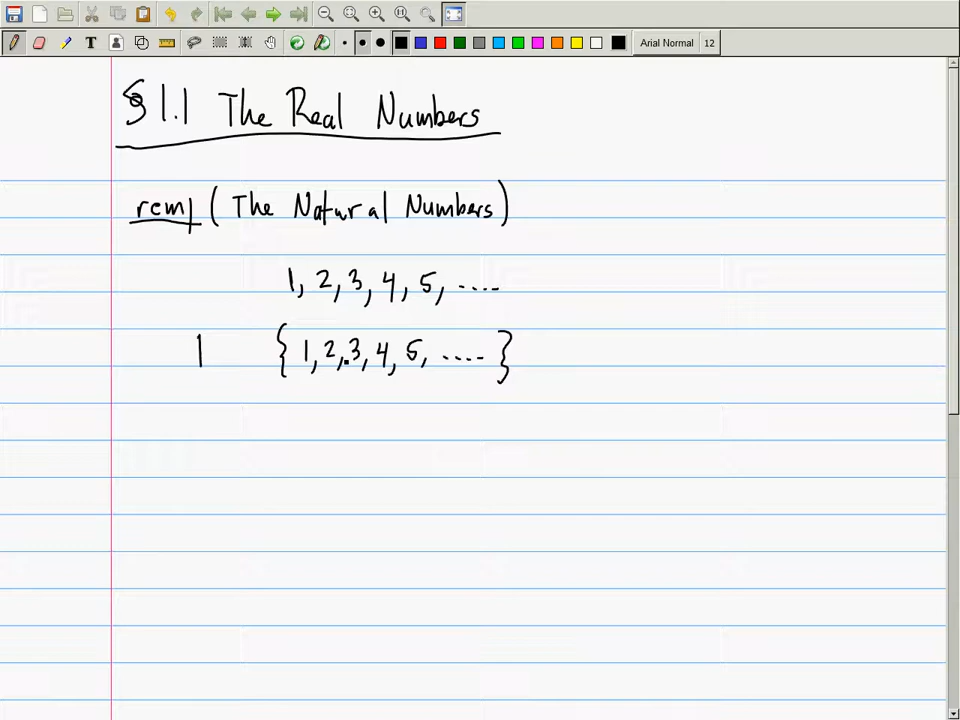 Arial Normal 12
§ 1.1 The Real Numbers
rem (The Natural Numbers)
1, 2, 3, 4, 5, ....
1 { 1, 2, 3, 4, 5, .... }